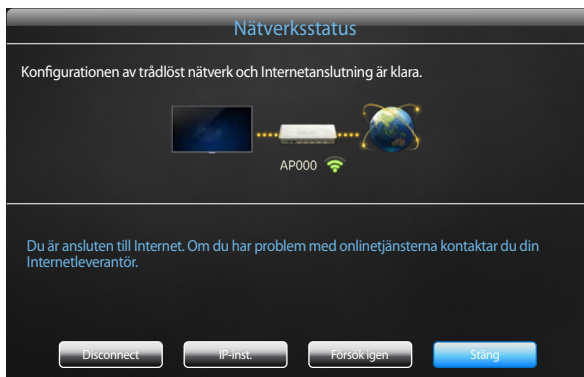 Nätverksstatus
Konfigurationen av trådlöst nätverk och Internetanslutning är klara.
AP000
Du är ansluten till Internet. Om du har problem med onlinetjänsterna kontaktar du din
Internetleverantör.
Disconnect IP-inst. Försök igen Stäng